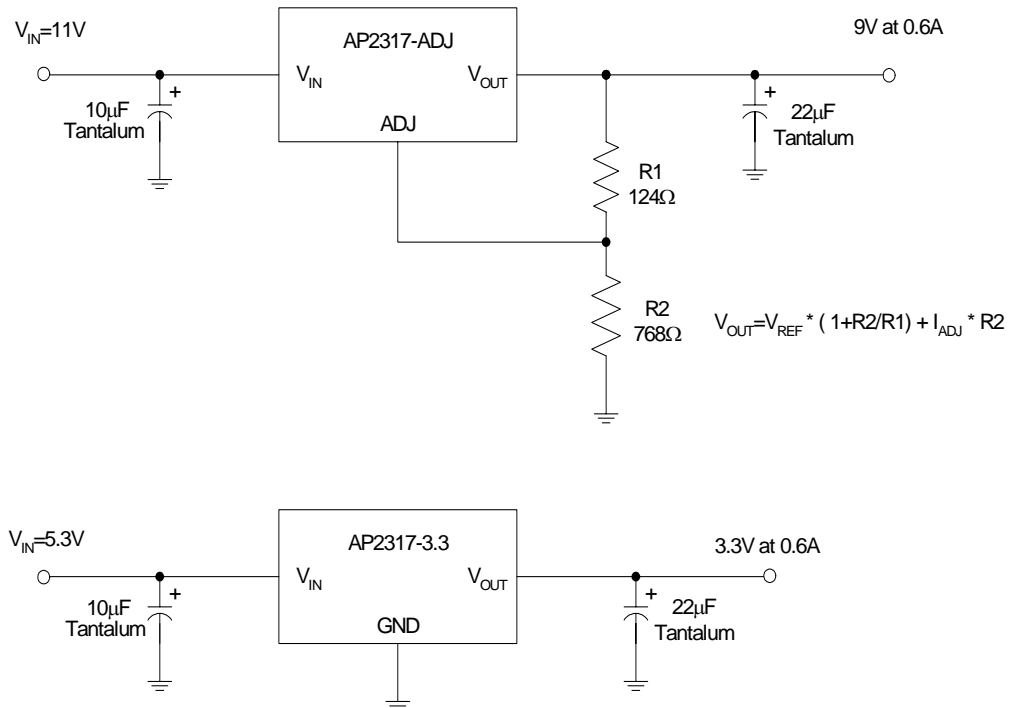 V_IN=11V
AP2317-ADJ
9V at 0.6A
V_IN
V_OUT
ADJ
+
10μF
Tantalum
+
22μF
Tantalum
R1
124Ω
R2
768Ω
V_OUT=V_REF * ( 1+R2/R1) + I_ADJ * R2
V_IN=5.3V
AP2317-3.3
3.3V at 0.6A
V_IN
V_OUT
GND
+
10μF
Tantalum
+
22μF
Tantalum